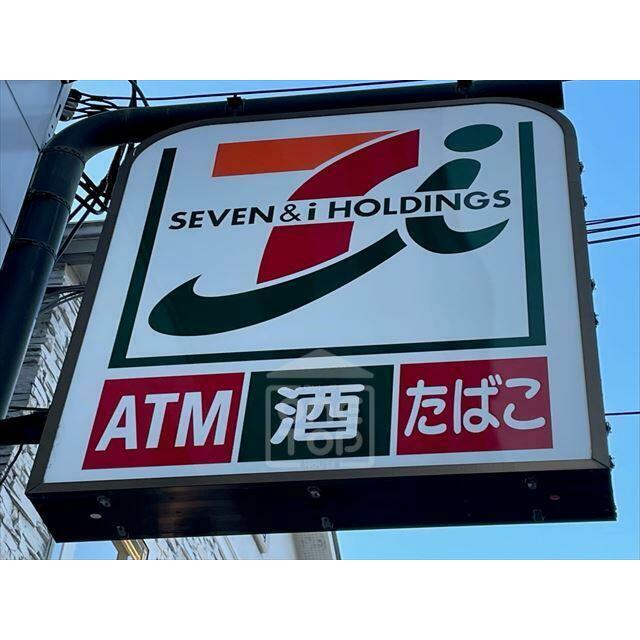 SEVEN & i HOLDINGS
ATM
酒
たばこ